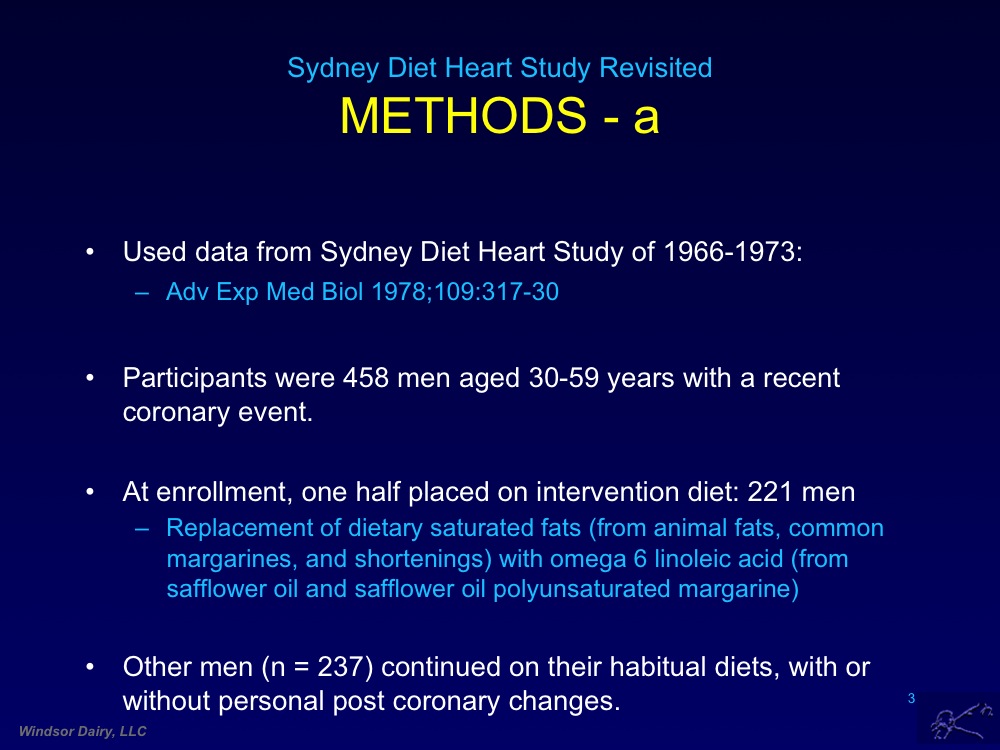 Sydney Diet Heart Study Revisited
METHODS - a
• Used data from Sydney Diet Heart Study of 1966-1973:
– Adv Exp Med Biol 1978;109:317-30
• Participants were 458 men aged 30-59 years with a recent
coronary event.
• At enrollment, one half placed on intervention diet: 221 men
– Replacement of dietary saturated fats (from animal fats, common
margarines, and shortenings) with omega 6 linoleic acid (from
safflower oil and safflower oil polyunsaturated margarine)
• Other men (n = 237) continued on their habitual diets, with or
without personal post coronary changes.
3
Windsor Dairy, LLC